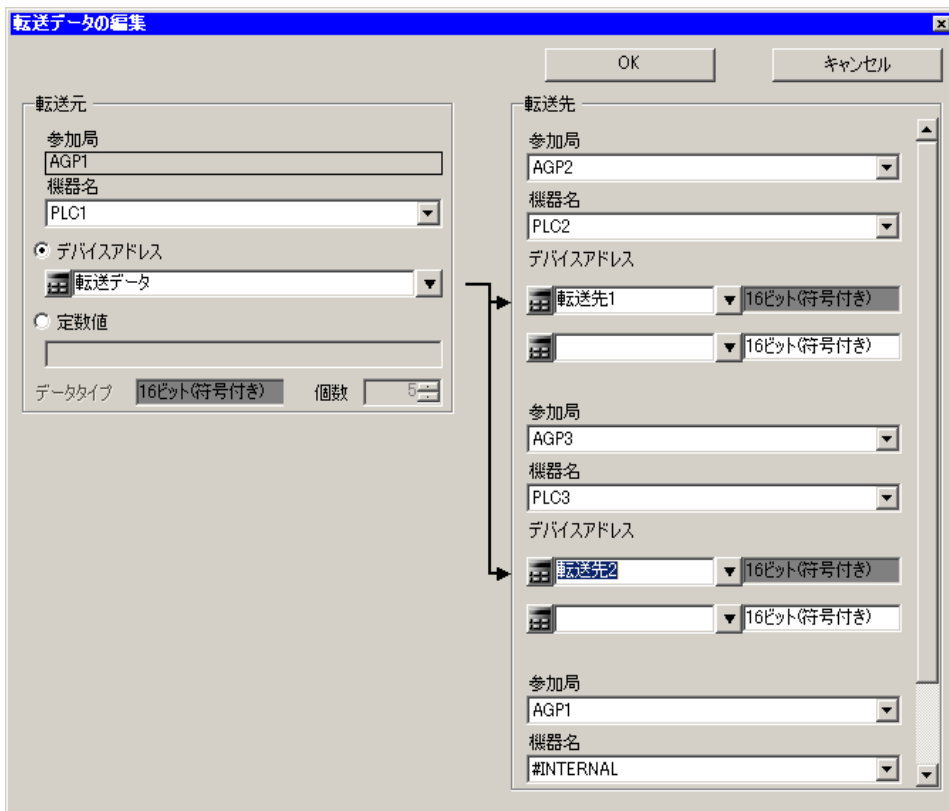 転送データの編集
OK
キャンセル
転送元
参加局
AGP1
機器名
PLC1
デバイスアドレス
転送データ
定数値
データタイプ 16ビット(符号付き) 個数 5
転送先
参加局
AGP2
機器名
PLC2
デバイスアドレス
転送先1 16ビット(符号付き)
16ビット(符号付き)
参加局
AGP3
機器名
PLC3
デバイスアドレス
転送先2 16ビット(符号付き)
16ビット(符号付き)
参加局
AGP1
機器名
#INTERNAL